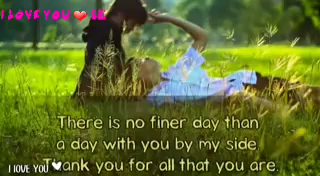 I LOVE YOU ❤ SK
There is no finer day than
a day with you by my side.
Thank you for all that you are.
I LOVE YOU ❤